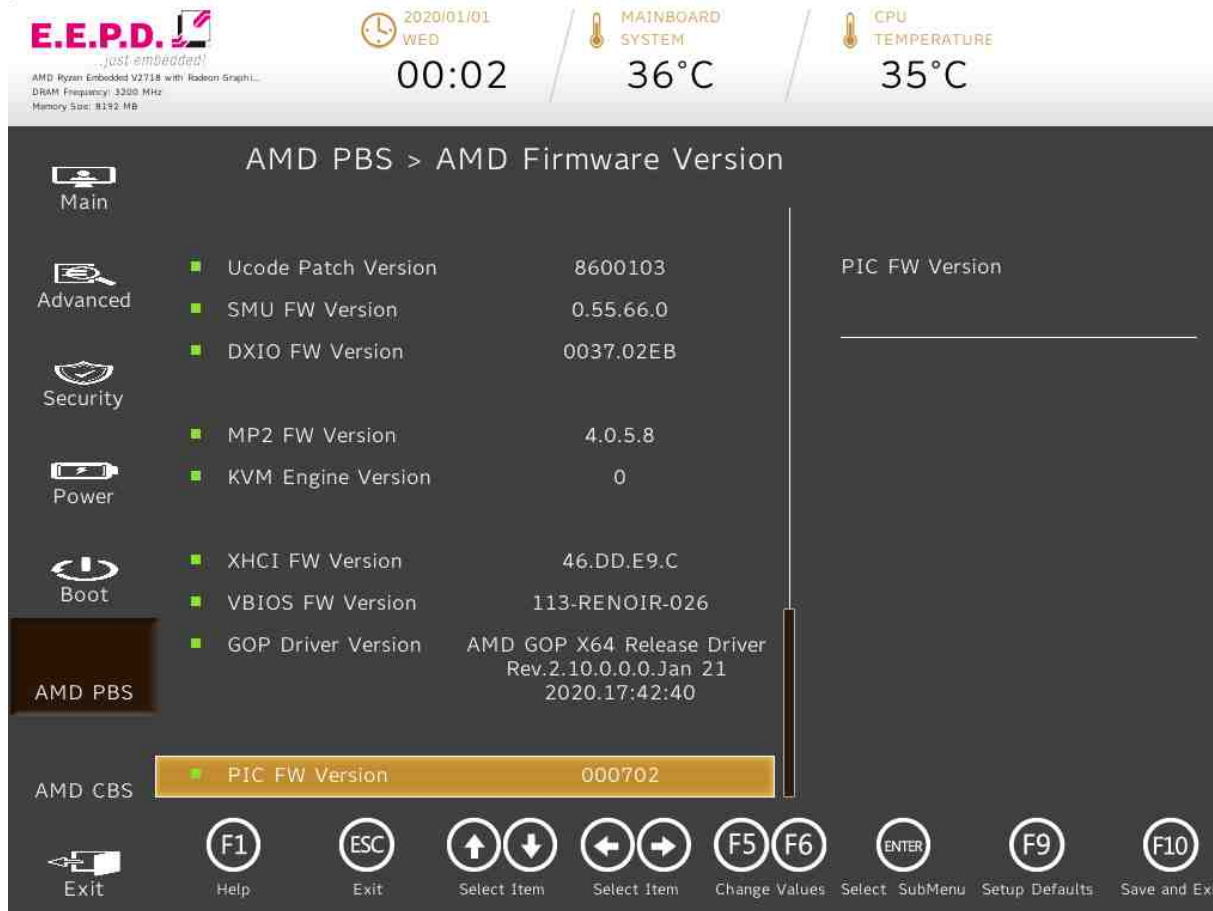 E.E.P.D.
...just embedded!
AMD Ryzen Embedded V2718 with Radeon Graphi...
DRAM Frequency: 3200 MHz
Memory Size: 8192 MB
2020/01/01
WED
00:02
MAINBOARD
SYSTEM
36°C
CPU
TEMPERATURE
35°C
AMD PBS > AMD Firmware Version
Main
Advanced
Security
Power
Boot
AMD PBS
AMD CBS
Exit
Ucode Patch Version 8600103
SMU FW Version 0.55.66.0
DXIO FW Version 0037.02EB
MP2 FW Version 4.0.5.8
KVM Engine Version 0
XHCI FW Version 46.DD.E9.C
VBIOS FW Version 113-RENOIR-026
GOP Driver Version AMD GOP X64 Release Driver
Rev.2.10.0.0.0.Jan 21
2020.17:42:40
PIC FW Version 000702
PIC FW Version
F1 Help
ESC Exit
Select Item
Select Item
F5 F6 Change Values
ENTER Select SubMenu
F9 Setup Defaults
F10 Save and Ex